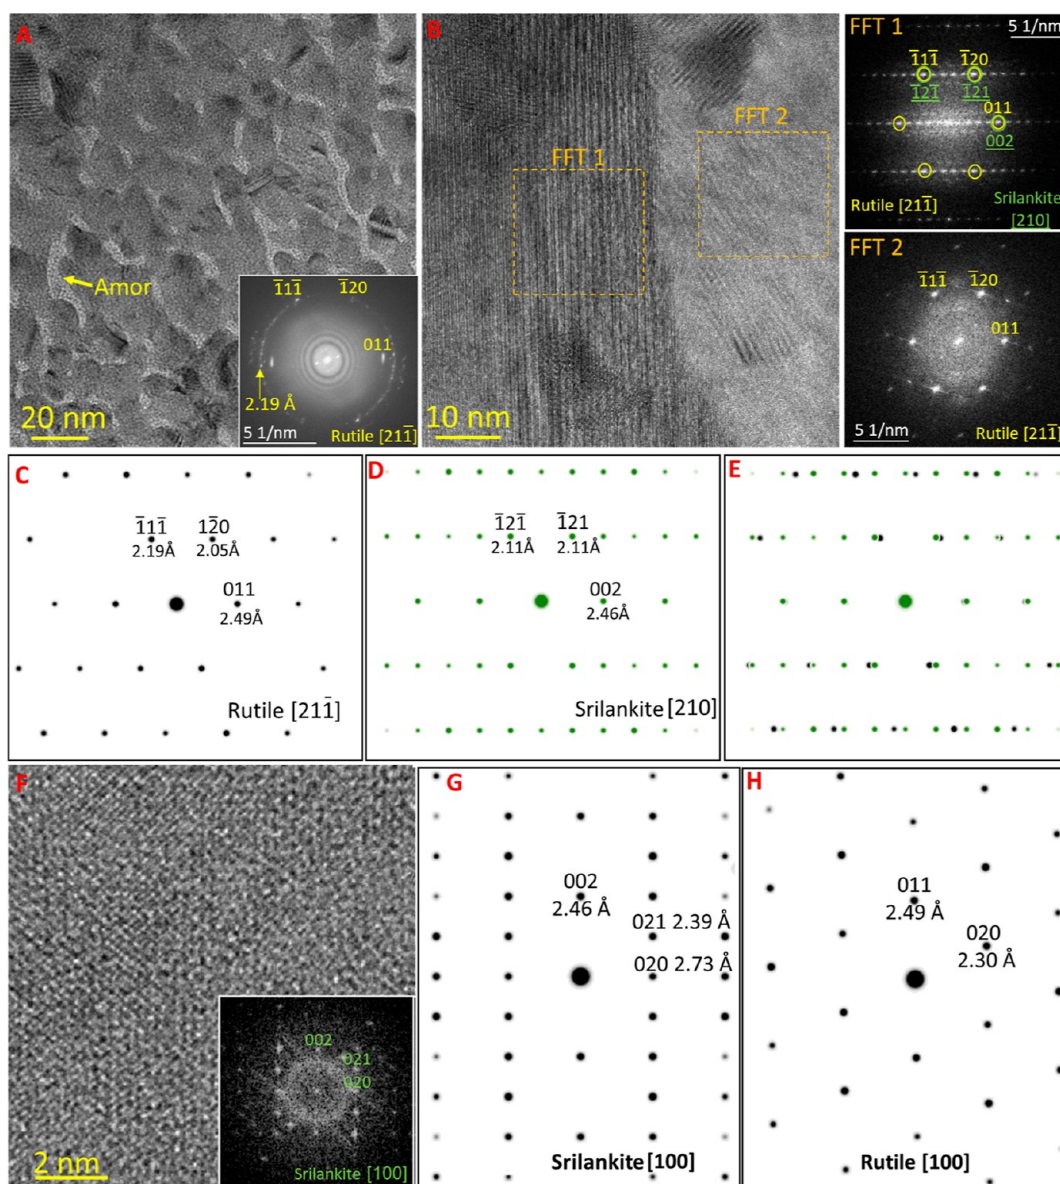 A
Amor
20 nm
1̅11̅ 1̅20
011
2.19 Å
5 1/nm
Rutile [211̅]
B
FFT 1
FFT 2
10 nm
FFT 1
5 1/nm
1̅11̅ 1̅20
1̅21̅ 1̅21
011
002
Rutile [211̅]
Srilankite
[210]
FFT 2
1̅11̅ 1̅20
011
5 1/nm
Rutile [211̅]
C
1̅11̅ 11̅20
2.19Å 2.05Å
011
2.49Å
Rutile [211̅]
D
1̅21̅ 1̅21
2.11Å 2.11Å
002
2.46Å
Srilankite [210]
E
F
2 nm
002
021
020
Srilankite [100]
G
002
2.46 Å
021 2.39 Å
020 2.73 Å
Srilankite [100]
H
011
2.49 Å
020
2.30 Å
Rutile [100]